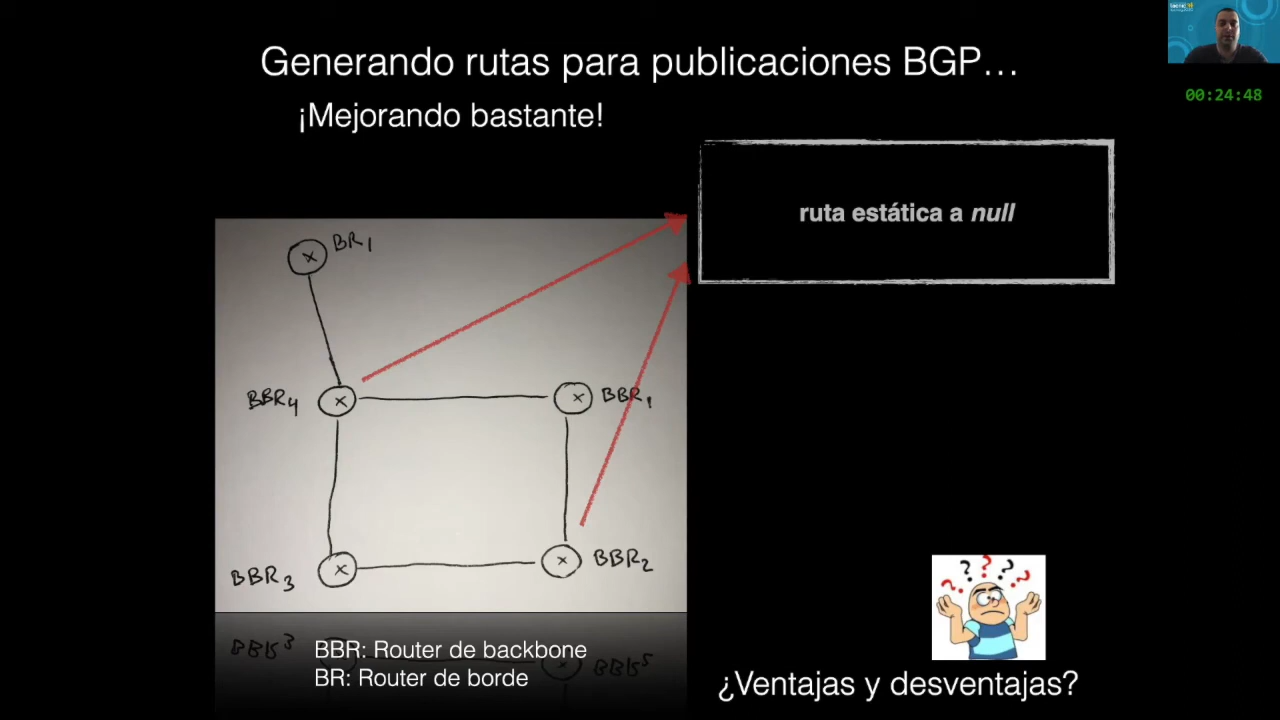 Generando rutas para publicaciones BGP...
¡Mejorando bastante!
00:24:48
ruta estática a null
BR1
BBR4
BBR1
BBR3
BBR2
BBR: Router de backbone
BR: Router de borde
¿Ventajas y desventajas?